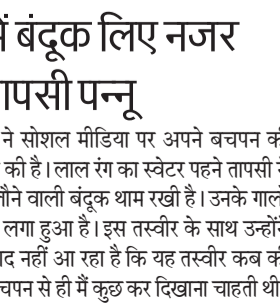 में बंदूक लिए नजर
ापसी पन्नू
ने सोशल मीडिया पर अपने बचपन क
की है। लाल रंग का स्वेटर पहने तापसी न
ौने वाली बंदूक थाम रखी है। उनके गाल
लगा हुआ है। इस तस्वीर के साथ उन्होंन
ाद नहीं आ रहा है कि यह तस्वीर कब क
चपन से ही मैं कुछ कर दिखाना चाहती थ